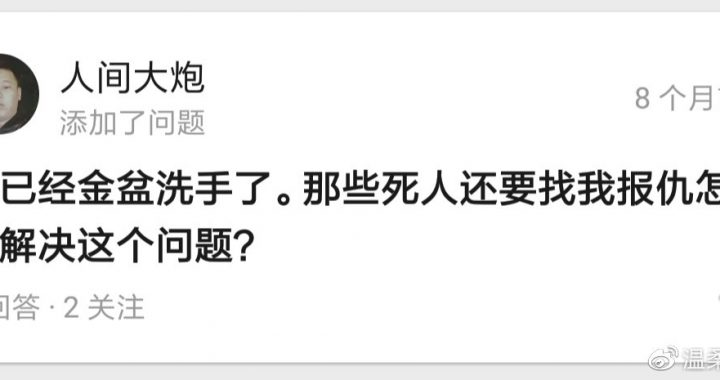 人间大炮
添加了问题
8 个月
已经金盆洗手了。那些死人还要找我报仇怎
解决这个问题?
回答 · 2 关注
温柔